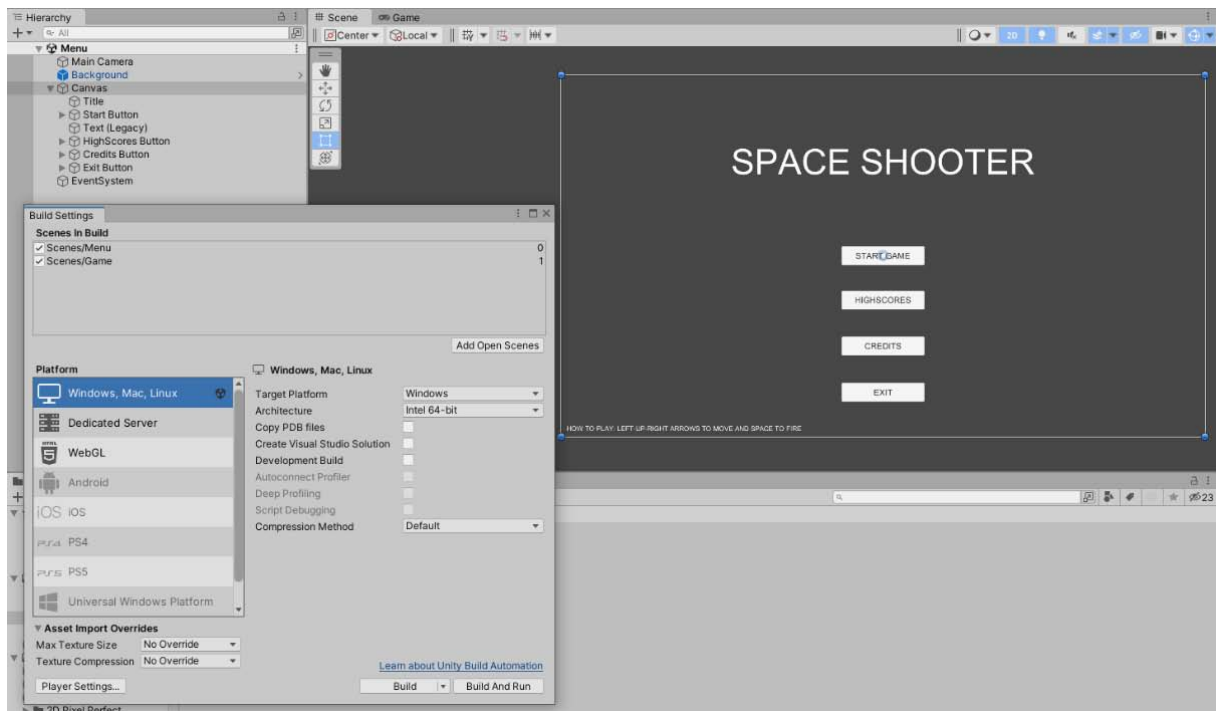 Hierarchy
All
Menu
Main Camera
Background
Canvas
Title
Start Button
Text (Legacy)
HighScores Button
Credits Button
Exit Button
EventSystem
Scene
Game
Center
Local
2D
SPACE SHOOTER
START GAME
HIGHSCORES
CREDITS
EXIT
HOW TO PLAY: LEFT-UP-RIGHT ARROWS TO MOVE AND SPACE TO FIRE
Build Settings
Scenes In Build
Scenes/Menu 0
Scenes/Game 1
Add Open Scenes
Platform
Windows, Mac, Linux
Dedicated Server
HTML
5
WebGL
Android
iOS iOS
PS4 PS4
PS5 PS5
Universal Windows Platform
Windows, Mac, Linux
Target Platform Windows
Architecture Intel 64-bit
Copy PDB files
Create Visual Studio Solution
Development Build
Autoconnect Profiler
Deep Profiling
Script Debugging
Compression Method Default
Asset Import Overrides
Max Texture Size No Override
Texture Compression No Override
Learn about Unity Build Automation
Player Settings...
Build
Build And Run
23
2D Pixel Perfect